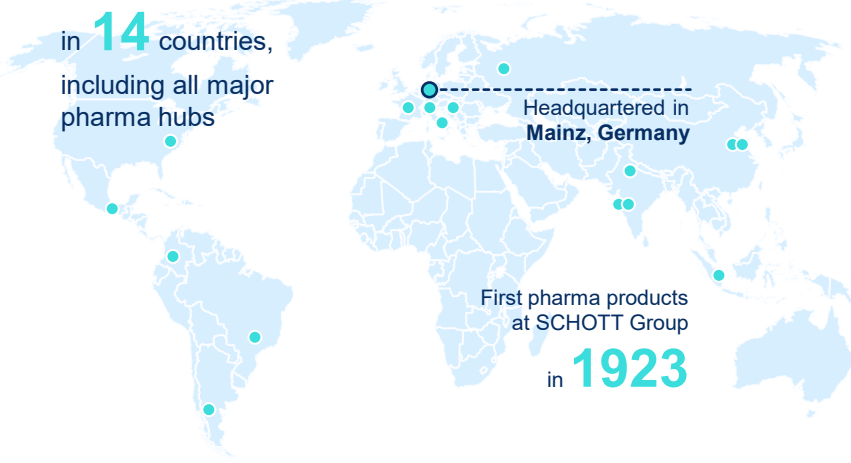 in 14 countries,
including all major
pharma hubs
Headquartered in
Mainz, Germany
First pharma products
at SCHOTT Group
in 1923